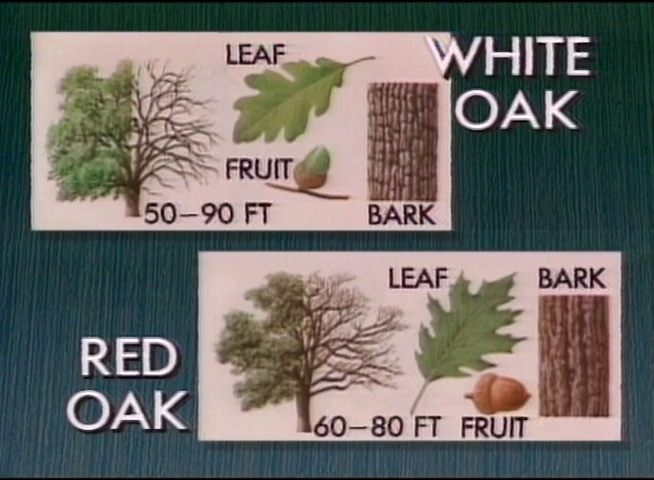 WHITE
OAK
LEAF
FRUIT
50–90 FT
BARK
RED
OAK
LEAF
BARK
60–80 FT
FRUIT